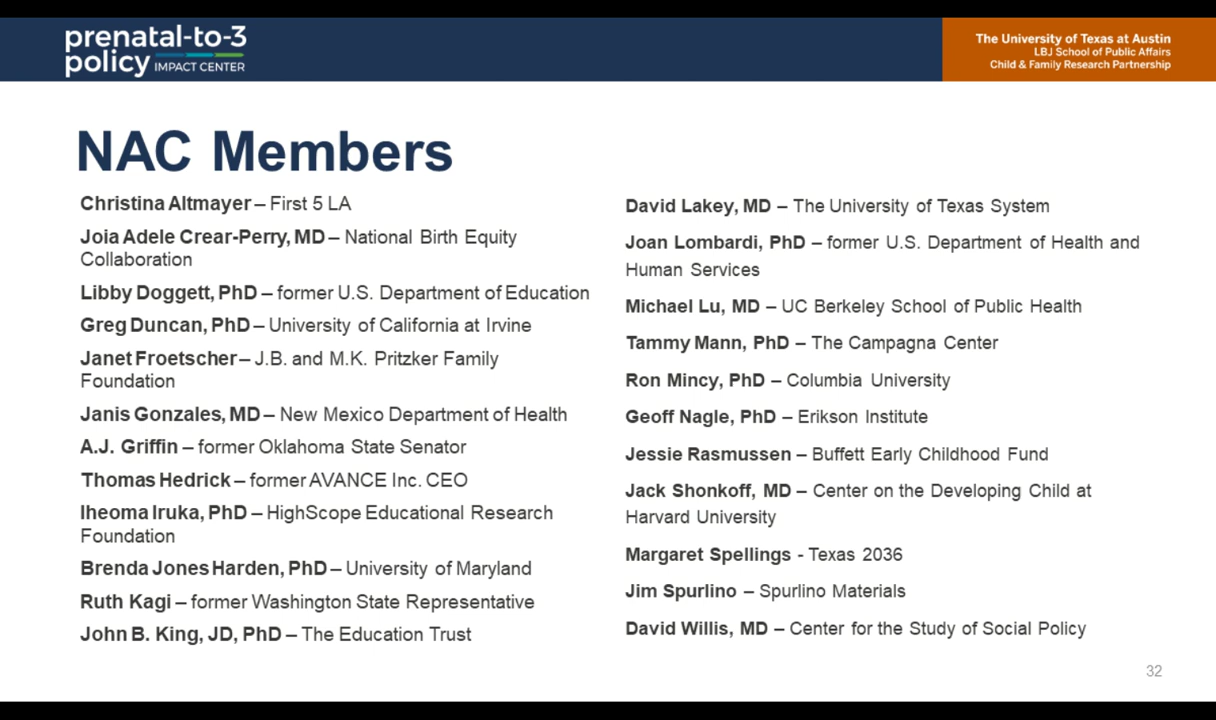 prenatal-to-3
policy IMPACT CENTER
The University of Texas at Austin
LBJ School of Public Affairs
Child & Family Research Partnership
NAC Members
Christina Altmayer – First 5 LA
Joia Adele Crear-Perry, MD – National Birth Equity
Collaboration
Libby Doggett, PhD – former U.S. Department of Education
Greg Duncan, PhD – University of California at Irvine
Janet Froetscher – J.B. and M.K. Pritzker Family
Foundation
Janis Gonzales, MD – New Mexico Department of Health
A.J. Griffin – former Oklahoma State Senator
Thomas Hedrick – former AVANCE Inc. CEO
Iheoma Iruka, PhD – HighScope Educational Research
Foundation
Brenda Jones Harden, PhD – University of Maryland
Ruth Kagi – former Washington State Representative
John B. King, JD, PhD – The Education Trust
David Lakey, MD – The University of Texas System
Joan Lombardi, PhD – former U.S. Department of Health and
Human Services
Michael Lu, MD – UC Berkeley School of Public Health
Tammy Mann, PhD – The Campagna Center
Ron Mincy, PhD – Columbia University
Geoff Nagle, PhD – Erikson Institute
Jessie Rasmussen – Buffett Early Childhood Fund
Jack Shonkoff, MD – Center on the Developing Child at
Harvard University
Margaret Spellings - Texas 2036
Jim Spurlino – Spurlino Materials
David Willis, MD – Center for the Study of Social Policy
32